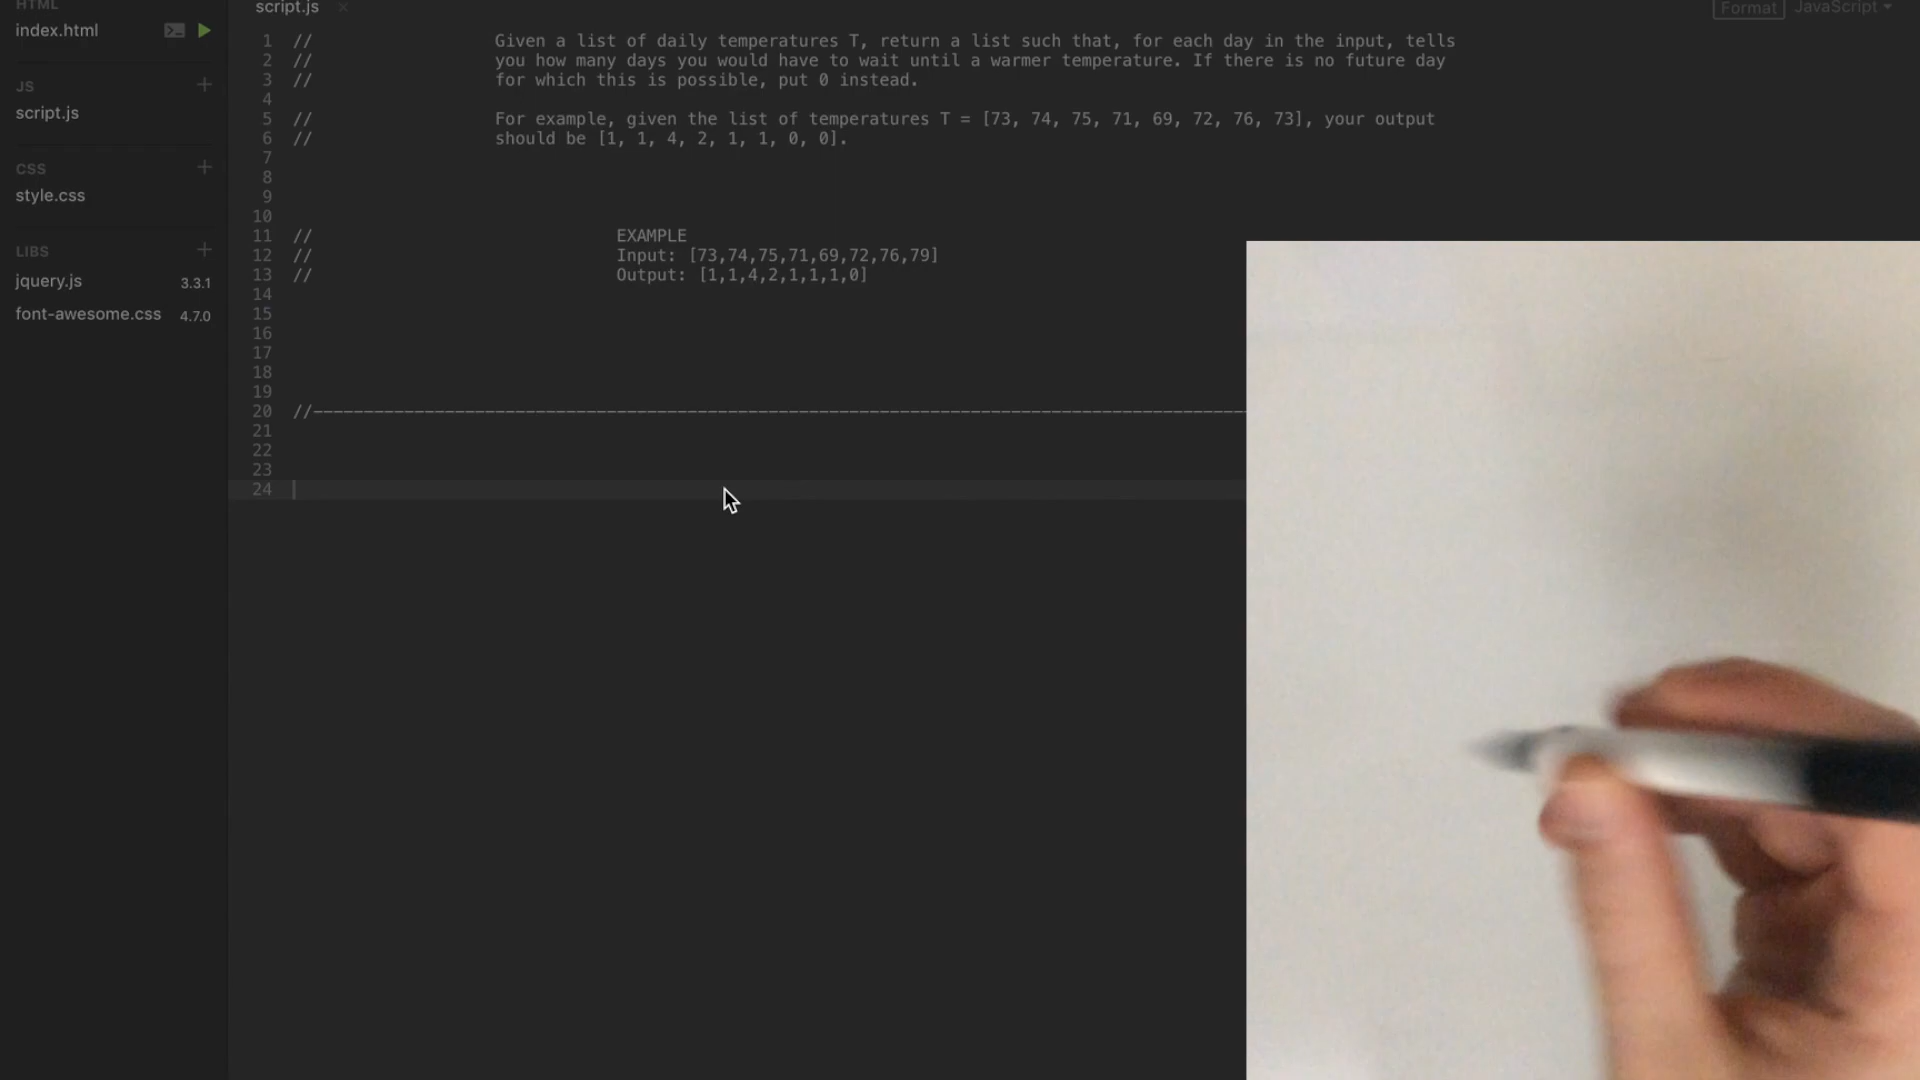 HTML
index.html
JS
script.js
CSS
style.css
LIBS
jquery.js 3.3.1
font-awesome.css 4.7.0
script.js ×
Format JavaScript
1 // Given a list of daily temperatures T, return a list such that, for each day in the input, tells
2 // you how many days you would have to wait until a warmer temperature. If there is no future day
3 // for which this is possible, put 0 instead.
4
5 // For example, given the list of temperatures T = [73, 74, 75, 71, 69, 72, 76, 73], your output
6 // should be [1, 1, 4, 2, 1, 1, 0, 0].
7
8
9
10
11 // EXAMPLE
12 // Input: [73,74,75,71,69,72,76,79]
13 // Output: [1,1,4,2,1,1,1,0]
14
15
16
17
18
19
20 //————————————————————————————————————————————————
21
22
23
24